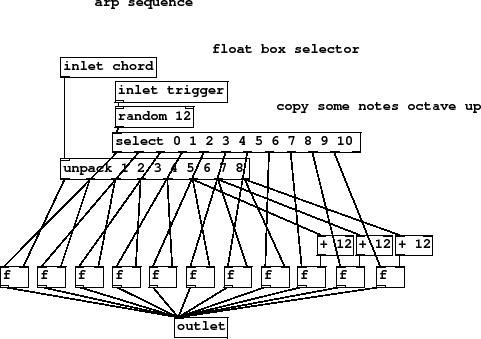 arp sequence
float box selector
inlet chord
inlet trigger
copy some notes octave up
random 12
select 0 1 2 3 4 5 6 7 8 9 10
unpack 1 2 3 4 5 6 7 8
+ 12 + 12 + 12
f f f f f f f f f f f
outlet